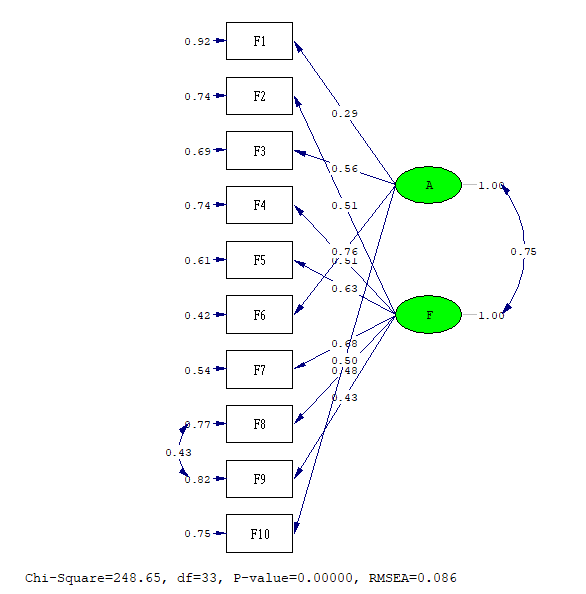 0.92 F1
0.74 F2
0.29
0.69 F3
0.56
A 1.00
0.74 F4
0.51
0.76
0.75
0.61 F5
0.51
0.63
0.42 F6
F 1.00
0.68
0.54 F7
0.50
0.48
0.43
0.77 F8
0.43
0.82 F9
0.75 F10
Chi-Square=248.65, df=33, P-value=0.00000, RMSEA=0.086